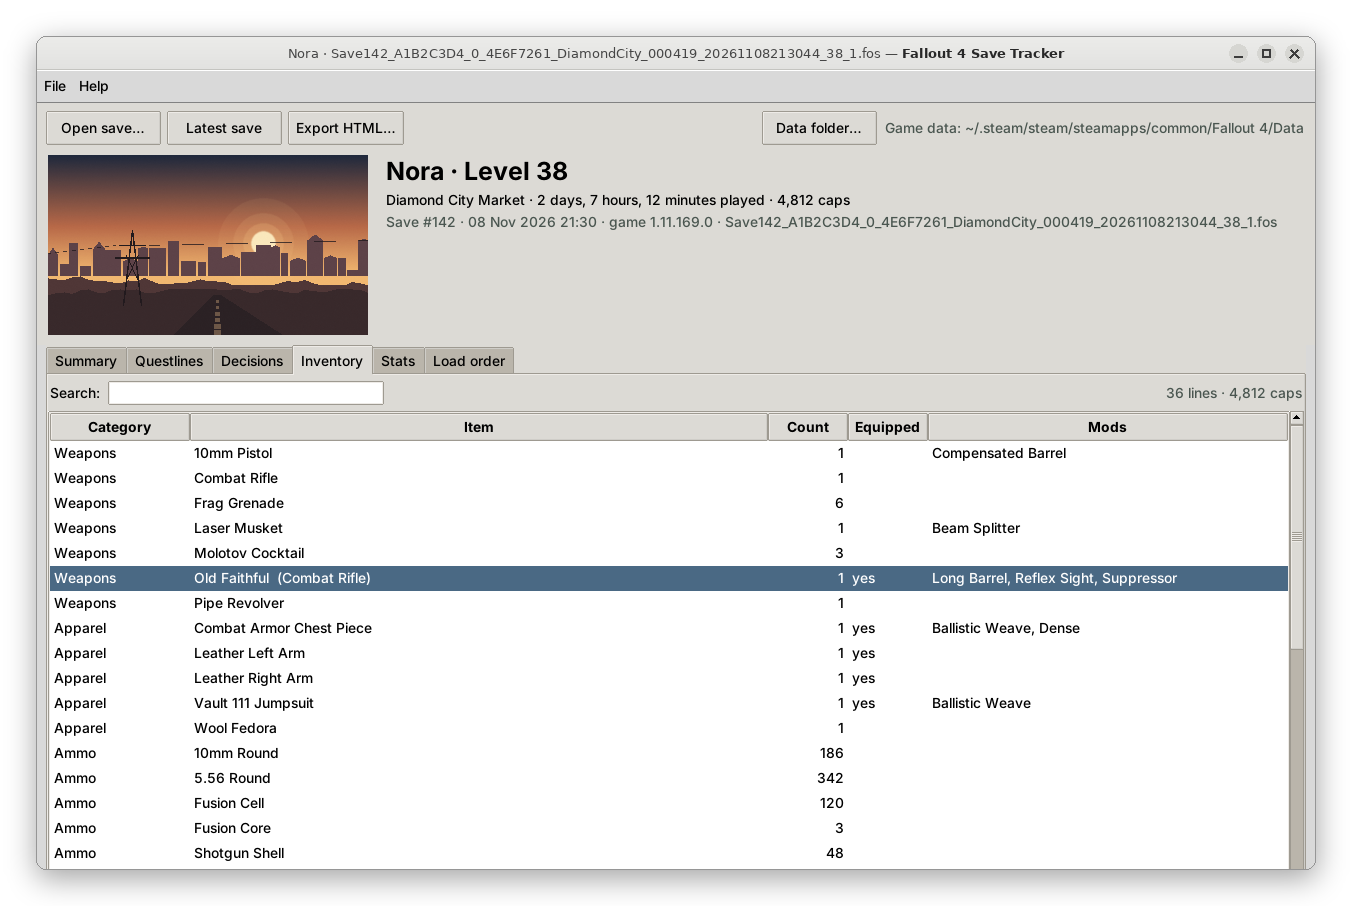 Nora · Save142_A1B2C3D4_0_4E6F7261_DiamondCity_000419_20261108213044_38_1.fos — Fallout 4 Save Tracker
File Help
Open save... Latest save Export HTML... Data folder... Game data: ~/.steam/steam/steamapps/common/Fallout 4/Data
Nora · Level 38
Diamond City Market · 2 days, 7 hours, 12 minutes played · 4,812 caps
Save #142 · 08 Nov 2026 21:30 · game 1.11.169.0 · Save142_A1B2C3D4_0_4E6F7261_DiamondCity_000419_20261108213044_38_1.fos
Summary Questlines Decisions Inventory Stats Load order
Search: 36 lines · 4,812 caps
Category Item Count Equipped Mods
Weapons 10mm Pistol 1 Compensated Barrel
Weapons Combat Rifle 1
Weapons Frag Grenade 6
Weapons Laser Musket 1 Beam Splitter
Weapons Molotov Cocktail 3
Weapons Old Faithful (Combat Rifle) 1 yes Long Barrel, Reflex Sight, Suppressor
Weapons Pipe Revolver 1
Apparel Combat Armor Chest Piece 1 yes Ballistic Weave, Dense
Apparel Leather Left Arm 1 yes
Apparel Leather Right Arm 1 yes
Apparel Vault 111 Jumpsuit 1 yes Ballistic Weave
Apparel Wool Fedora 1
Ammo 10mm Round 186
Ammo 5.56 Round 342
Ammo Fusion Cell 120
Ammo Fusion Core 3
Ammo Shotgun Shell 48